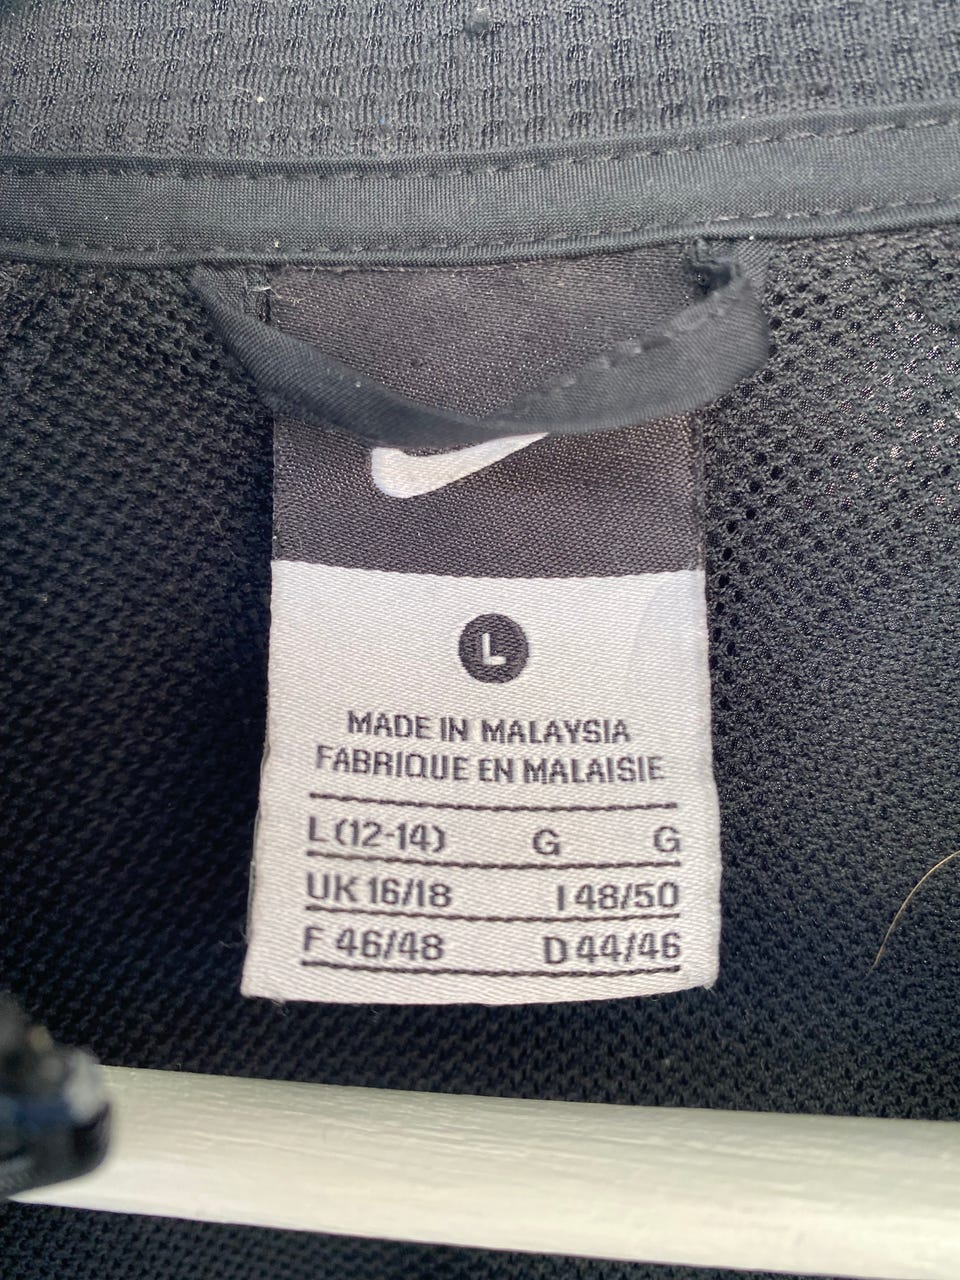 L
MADE IN MALAYSIA
FABRIQUE EN MALAISIE
L (12-14) G G
UK 16/18 I 48/50
F 46/48 D 44/46